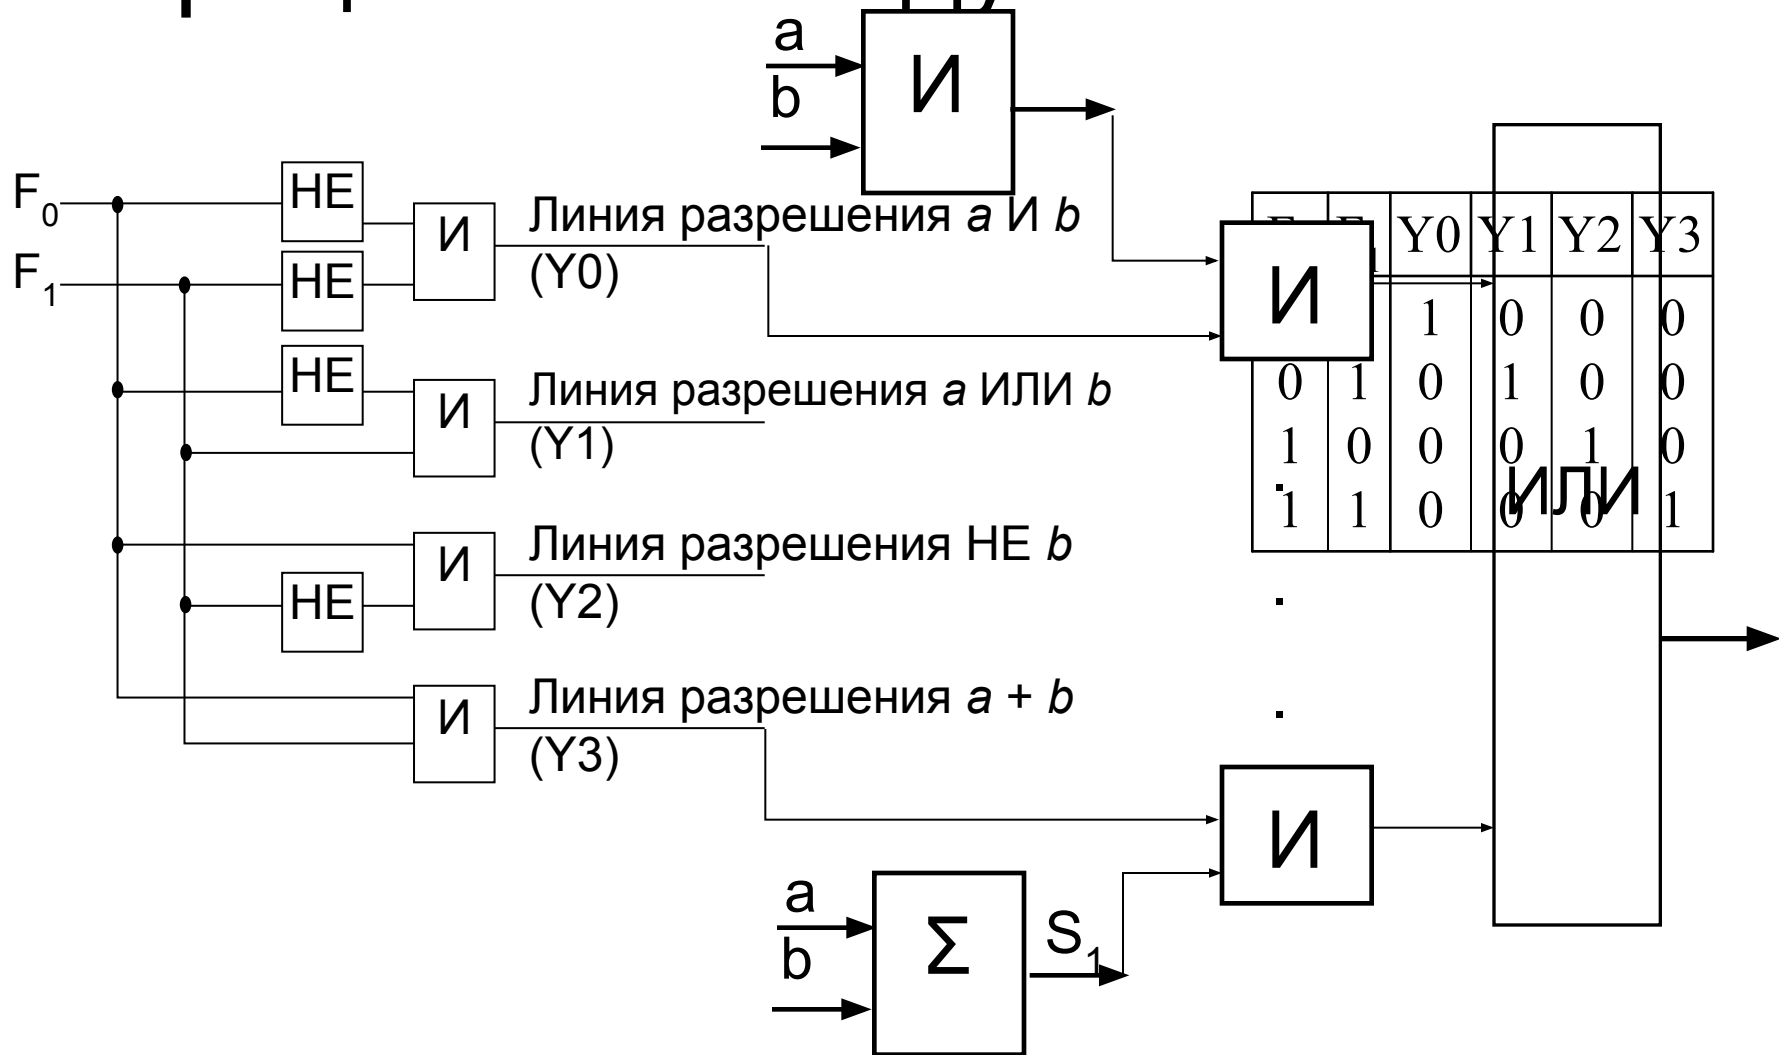 a
И
b
F0
НЕ
И
Линия разрешения a И b
(Y0)
F1
НЕ
Y0 Y1 Y2 Y3
И
1 0 0 0
НЕ
И
Линия разрешения a ИЛИ b
(Y1)
0 1 0 1 0 0
1 0 0 0 1 0
1 1 0 0 0 1
ИЛИ
И
Линия разрешения НЕ b
(Y2)
НЕ
И
Линия разрешения a + b
(Y3)
И
a
Σ
b
S1